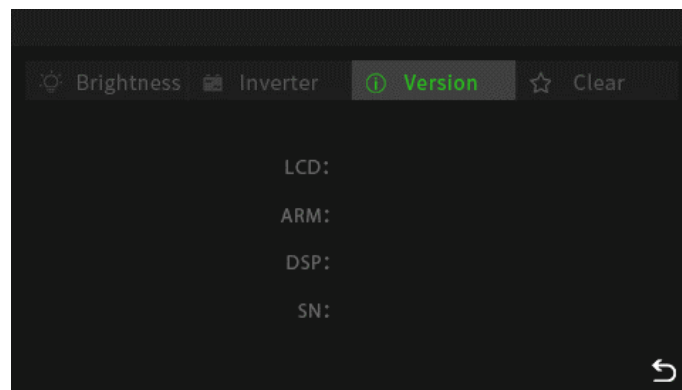 Brightness Inverter Version Clear
LCD:
ARM:
DSP:
SN: